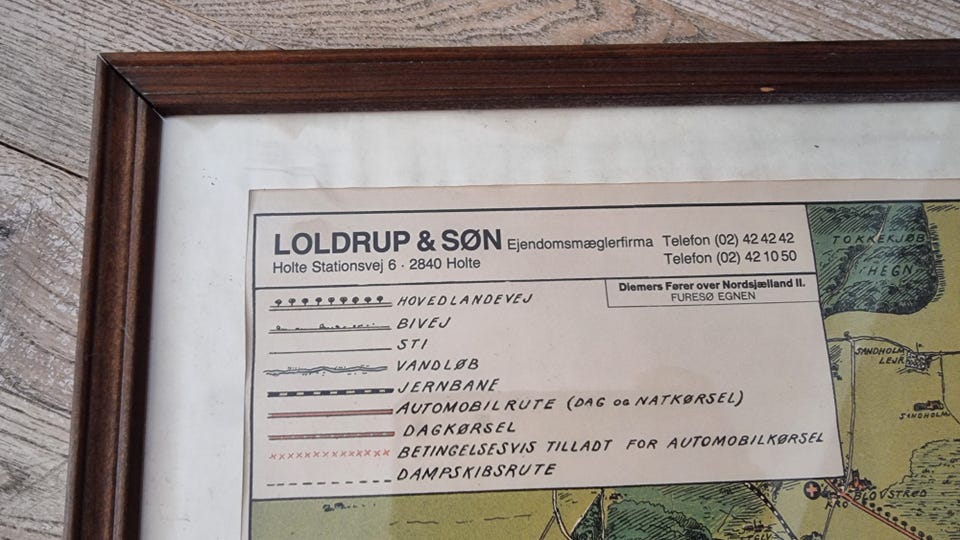 LOLDRUP & SØN Ejendomsmæglerfirma Telefon (02) 42 42 42
Holte Stationsvej 6 · 2840 Holte Telefon (02) 42 10 50
Diemers Fører over Nordsjælland II.
FURESØ EGNEN
HOVEDLANDEVEJ
BIVEJ
STI
VANDLØB
JERNBANE
AUTOMOBILRUTE (DAG OG NATKØRSEL)
DAGKØRSEL
BETINGELSESVIS TILLADT FOR AUTOMOBILKØRSEL
DAMPSKIBSRUTE
TOKKEKJØB
HEGN
SANDHOLM
LEJR
SANDHOLM
BLOVSTRØD
KRO